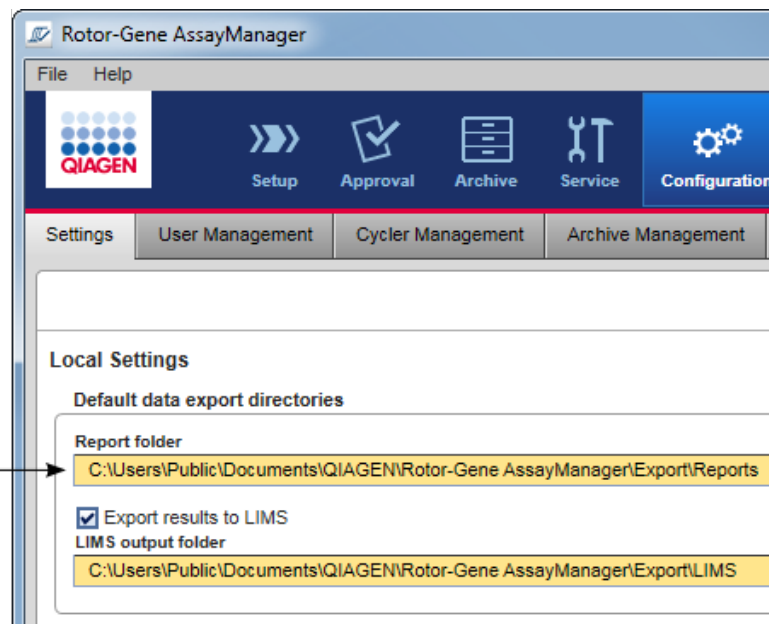 Rotor-Gene AssayManager
File Help
QIAGEN
Setup Approval Archive Service Configuration
Settings User Management Cycler Management Archive Management
Local Settings
Default data export directories
Report folder
C:\Users\Public\Documents\QIAGEN\Rotor-Gene AssayManager\Export\Reports
Export results to LIMS
LIMS output folder
C:\Users\Public\Documents\QIAGEN\Rotor-Gene AssayManager\Export\LIMS